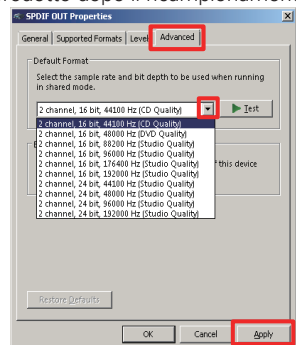 SPDIF OUT Properties
General Supported Formats Levels Advanced
Default Format
Select the sample rate and bit depth to be used when running
in shared mode.
2 channel, 16 bit, 44100 Hz (CD Quality) Test
2 channel, 16 bit, 44100 Hz (CD Quality)
2 channel, 16 bit, 48000 Hz (DVD Quality)
2 channel, 16 bit, 88200 Hz (Studio Quality)
2 channel, 16 bit, 96000 Hz (Studio Quality)
2 channel, 16 bit, 176400 Hz (Studio Quality)
2 channel, 16 bit, 192000 Hz (Studio Quality)
2 channel, 24 bit, 44100 Hz (Studio Quality)
2 channel, 24 bit, 48000 Hz (Studio Quality)
2 channel, 24 bit, 96000 Hz (Studio Quality)
2 channel, 24 bit, 192000 Hz (Studio Quality)
this device
Restore Defaults
OK Cancel Apply